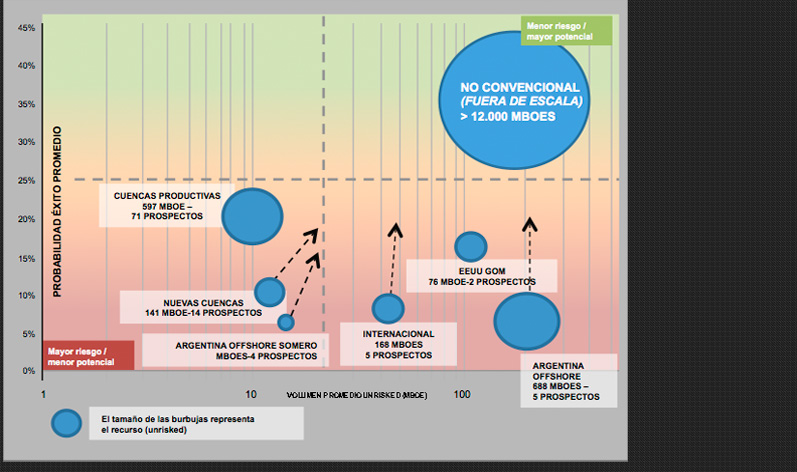 45%
40%
35%
30%
25%
20%
15%
10%
5%
0%
PROBABILIDAD ÉXITO PROMEDIO
Menor riesgo /
mayor potencial
NO CONVENCIONAL
(FUERA DE ESCALA)
> 12.000 MBOES
CUENCAS PRODUCTIVAS
597 MBOE –
71 PROSPECTOS
EEUU GOM
76 MBOE-2 PROSPECTOS
NUEVAS CUENCAS
141 MBOE-14 PROSPECTOS
ARGENTINA OFFSHORE SOMERO
MBOES-4 PROSPECTOS
INTERNACIONAL
168 MBOES
5 PROSPECTOS
ARGENTINA
OFFSHORE
688 MBOES –
5 PROSPECTOS
Mayor riesgo /
menor potencial
1
10
VOLUMEN PROMEDIO UNRISKED (MBOE)
100
El tamaño de las burbujas representa
el recurso (unrisked)